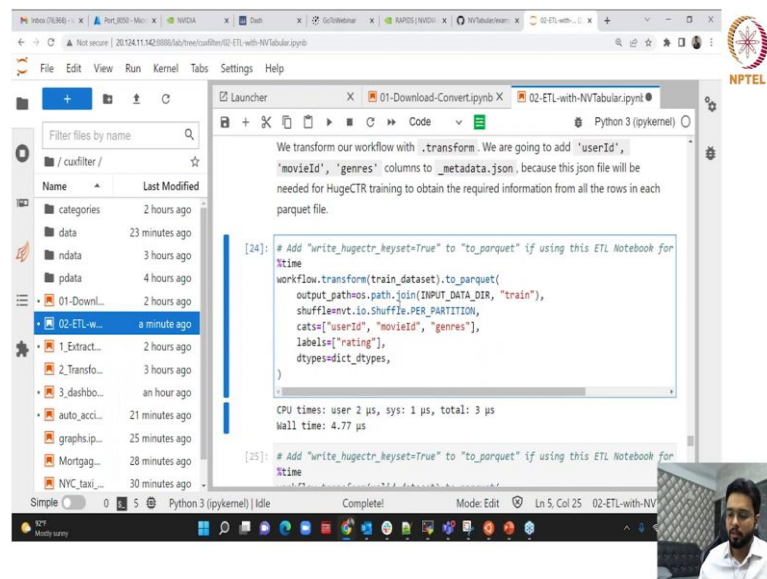 Inbox (76,968) - x
Port_8050 - Micro x
NVIDIA x
Dash x
GoToWebinar x
RAPIDS | NVIDIA x
NVTabular/exam x
02-ETL-with-... x
Not secure | 20.124.11.142:8888/lab/tree/cuxfilter/02-ETL-with-NVTabular.ipynb
NPTEL
File Edit View Run Kernel Tabs Settings Help
Launcher X
01-Download-Convert.ipynb X
02-ETL-with-NVTabular.ipynb
Code
Python 3 (ipykernel)
Filter files by name
/ cuxfilter /
Name Last Modified
categories 2 hours ago
data 23 minutes ago
ndata 3 hours ago
pdata 4 hours ago
01-Downl... 2 hours ago
02-ETL-w... a minute ago
1_Extract... 2 hours ago
2_Transfo... 3 hours ago
3_dashbo... an hour ago
auto_acci... 21 minutes ago
graphs.ip... 25 minutes ago
Mortgag... 28 minutes ago
NYC_taxi_... 30 minutes ago
We transform our workflow with .transform . We are going to add 'userId',
'movieId', 'genres' columns to _metadata.json , because this json file will be
needed for HugeCTR training to obtain the required information from all the rows in each
parquet file.
[24]: # Add "write_hugectr_keyset=True" to "to_parquet" if using this ETL Notebook for
%time
workflow.transform(train_dataset).to_parquet(
output_path=os.path.join(INPUT_DATA_DIR, "train"),
shuffle=nvt.io.Shuffle.PER_PARTITION,
cats=["userId", "movieId", "genres"],
labels=["rating"],
dtypes=dict_dtypes,
)
CPU times: user 2 µs, sys: 1 µs, total: 3 µs
Wall time: 4.77 µs
[25]: # Add "write_hugectr_keyset=True" to "to_parquet" if using this ETL Notebook for
%time
Simple 0 5 Python 3 (ipykernel) | Idle Complete! Mode: Edit Ln 5, Col 25 02-ETL-with-NV
92°F
Mostly sunny